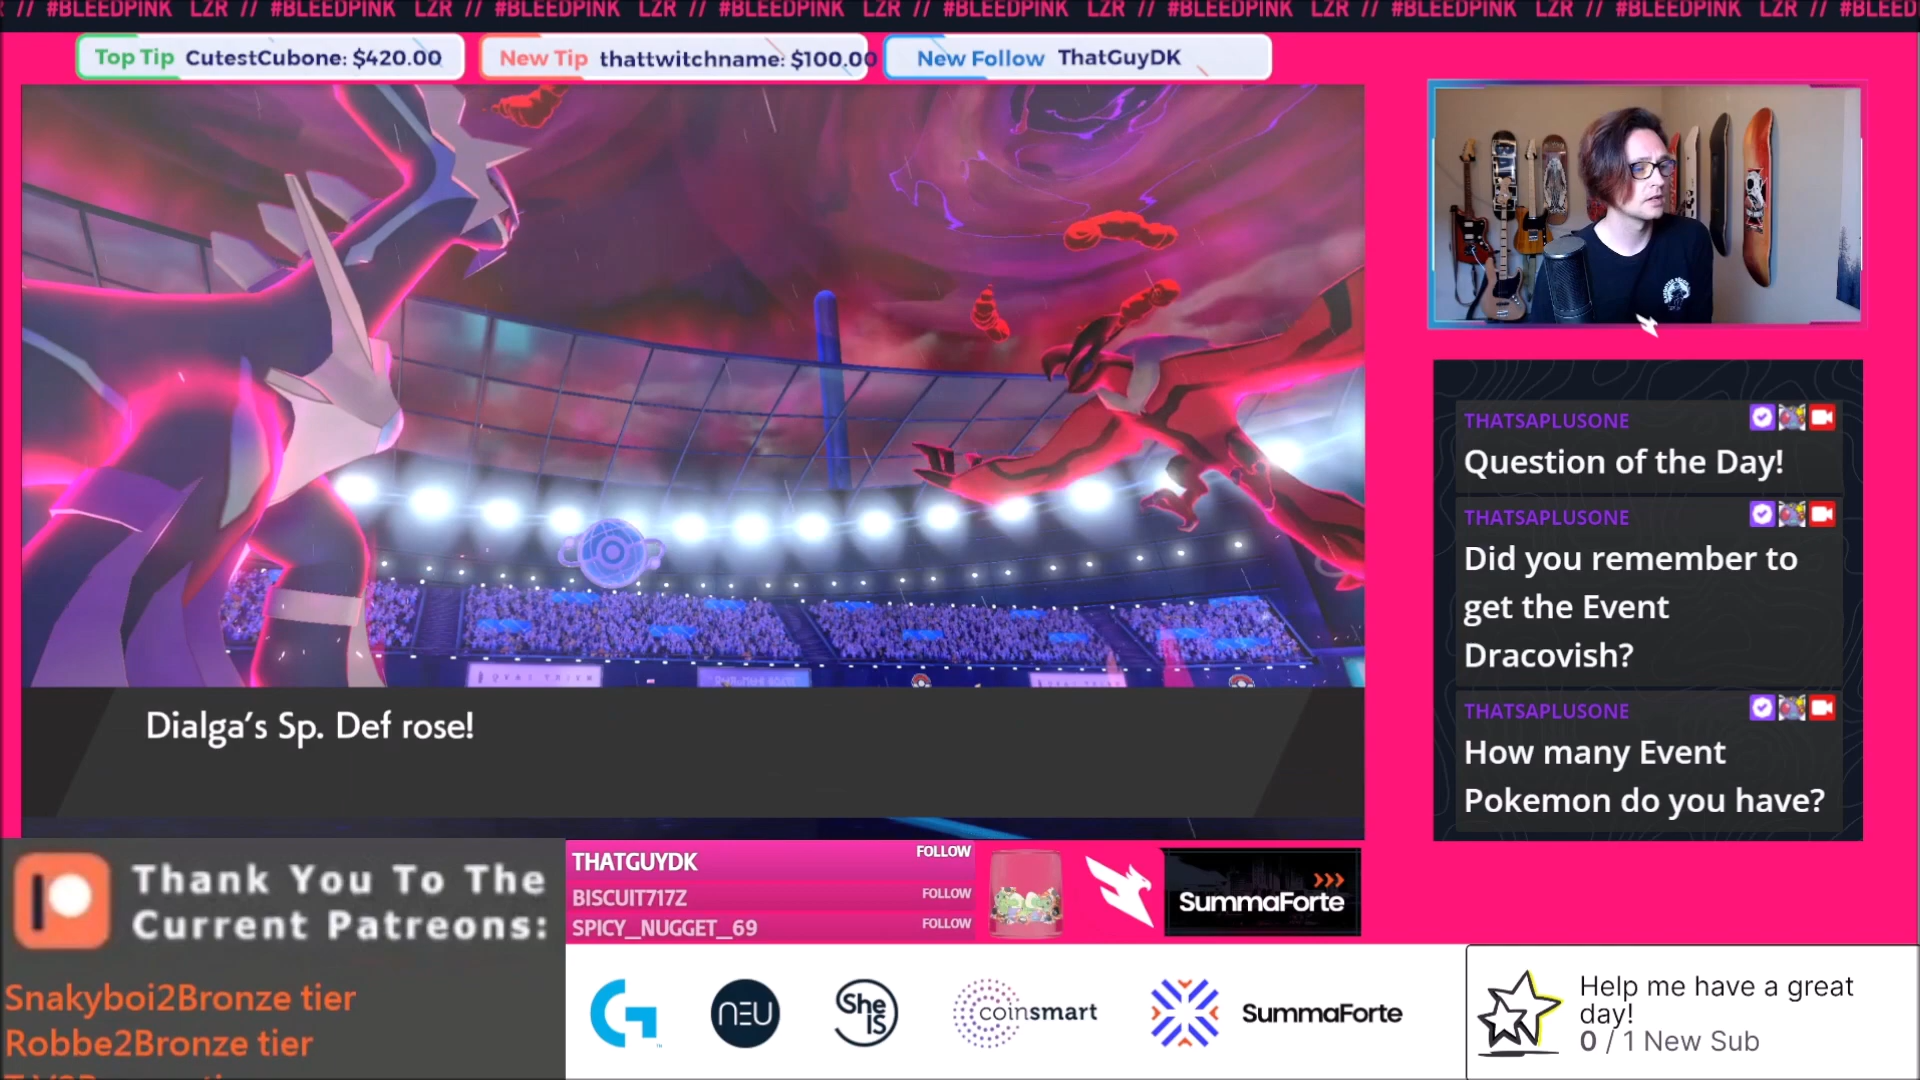 // #BLEEDPINK LZR // #BLEEDPINK LZR // #BLEEDPINK LZR // #BLEEDPINK LZR // #BLEEDPINK LZR // #BLEEDPINK LZR // #BLEEDPINK LZR // #BLEEDPINK LZR // #BLEED
Top Tip CutestCubone: $420.00
New Tip thattwitchname: $100.00
New Follow ThatGuyDK
THATSAPLUSONE
Question of the Day!
THATSAPLUSONE
Did you remember to
get the Event
Dracovish?
THATSAPLUSONE
How many Event
Pokemon do you have?
Dialga's Sp. Def rose!
Thank You To The
Current Patreons:
Snakyboi2Bronze tier
Robbe2Bronze tier
THATGUYDK FOLLOW
BISCUIT717Z FOLLOW
SPICY_NUGGET_69 FOLLOW
SummaForte
G
NEU
She
IS
coinsmart
SummaForte
Help me have a great
day!
0 / 1 New Sub